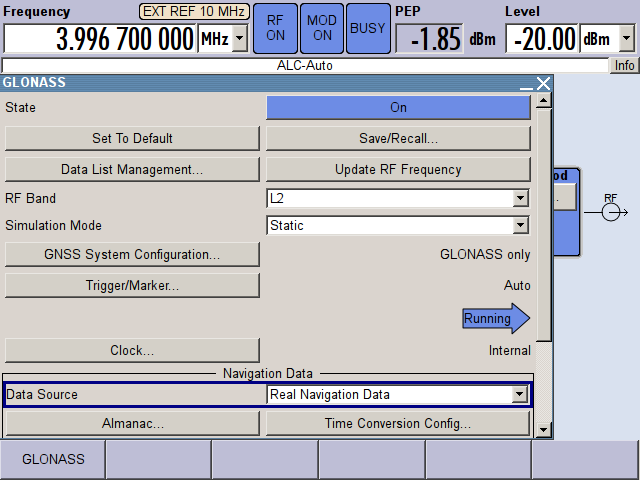 Frequency EXT REF 10 MHz RF ON MOD ON BUSY PEP Level
3.996 700 000 MHz -1.85 dBm -20.00 dBm
ALC-Auto Info
GLONASS
State On
Set To Default Save/Recall...
Data List Management... Update RF Frequency
od
RF Band L2
...
RF
Simulation Mode Static
GNSS System Configuration... GLONASS only
Trigger/Marker... Auto
Running
Clock... Internal
Navigation Data
Data Source Real Navigation Data
Almanac... Time Conversion Config...
GLONASS